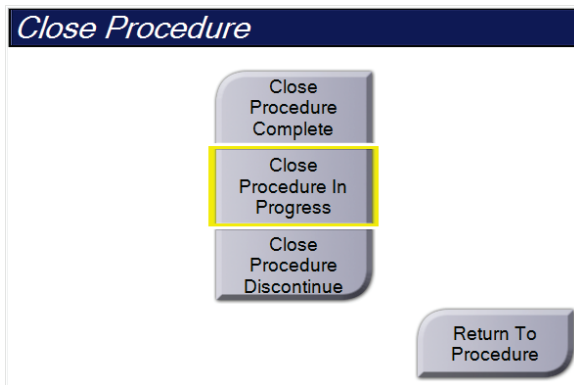 Close Procedure
Close
Procedure
Complete
Close
Procedure In
Progress
Close
Procedure
Discontinue
Return To
Procedure